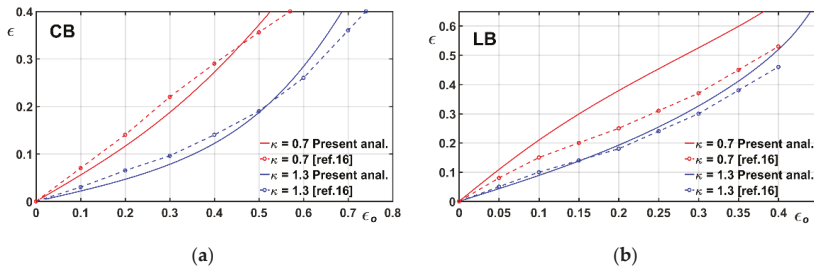 0.4
0.3
0.2
0.1
0
ϵ
CB
κ = 0.7 Present anal.
κ = 0.7 [ref.16]
κ = 1.3 Present anal.
κ = 1.3 [ref.16]
0 0.1 0.2 0.3 0.4 0.5 0.6 0.7 0.8
ϵo
(a)
0.6
0.5
0.4
0.3
0.2
0.1
0
ϵ
LB
κ = 0.7 Present anal.
κ = 0.7 [ref.16]
κ = 1.3 Present anal.
κ = 1.3 [ref.16]
0 0.05 0.1 0.15 0.2 0.25 0.3 0.35 0.4
ϵo
(b)